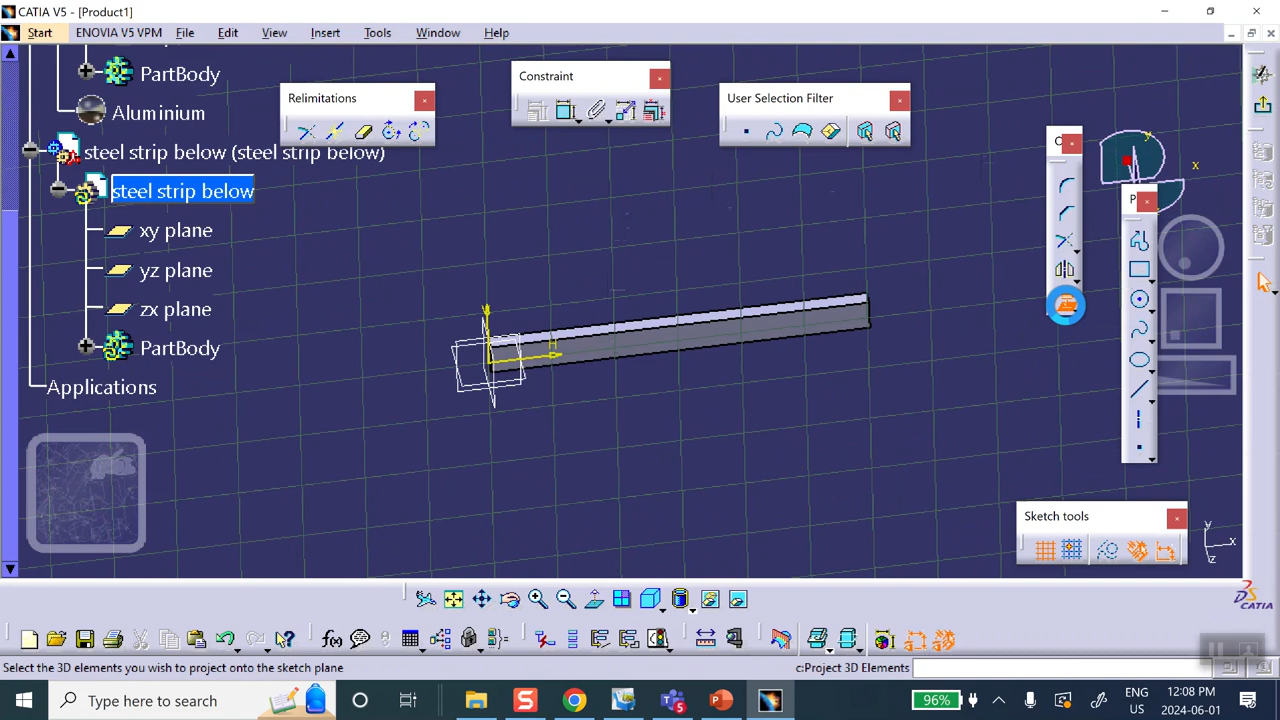 CATIA V5 - [Product1]
Start ENOVIA V5 VPM File Edit View Insert Tools Window Help
PartBody
Aluminium
steel strip below (steel strip below)
steel strip below
xy plane
yz plane
zx plane
PartBody
Applications
Relimitations
Constraint
User Selection Filter
P
y
x
H
Sketch tools
y
x
z
CATIA
f(x)
Select the 3D elements you wish to project onto the sketch plane
c:Project 3D Elements
Type here to search
96%
ENG
US
12:08 PM
2024-06-01